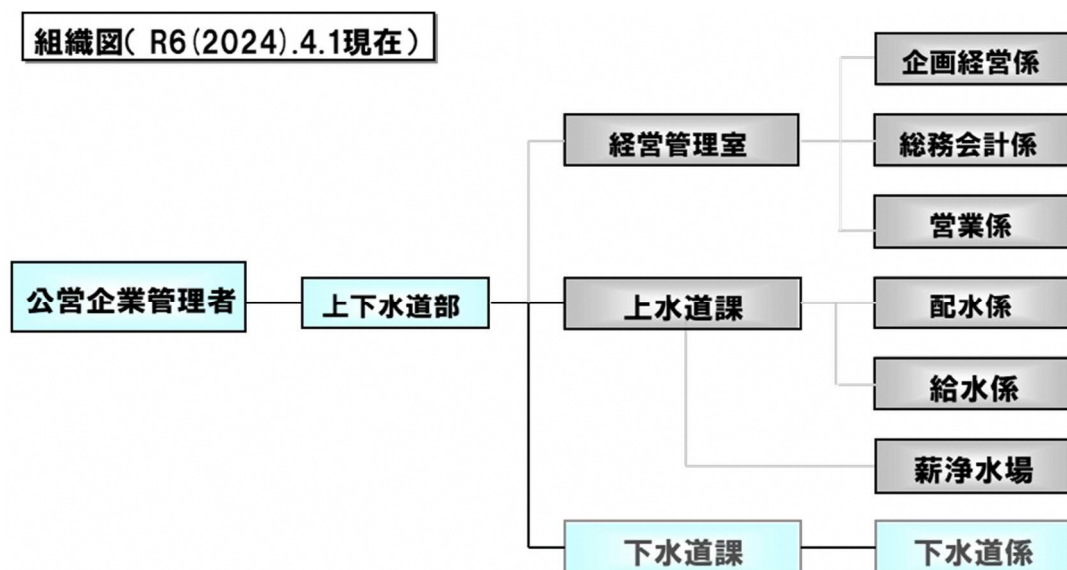 組織図( R6(2024).4.1現在)
公営企業管理者
上下水道部
経営管理室
企画経営係
総務会計係
営業係
上水道課
配水係
給水係
薪浄水場
下水道課
下水道係